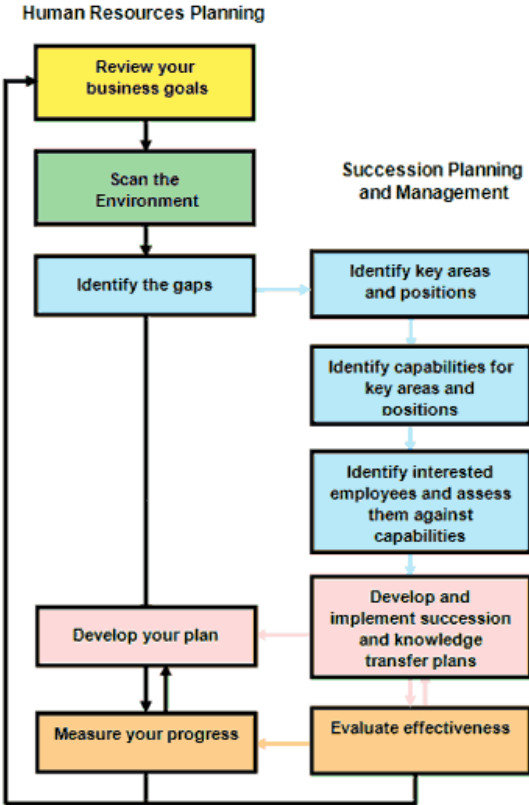 Human Resources Planning
Review your
business goals
Scan the
Environment
Identify the gaps
Develop your plan
Measure your progress
Succession Planning
and Management
Identify key areas
and positions
Identify capabilities for
key areas and
positions
Identify interested
employees and assess
them against
capabilities
Develop and
implement succession
and knowledge
transfer plans
Evaluate effectiveness